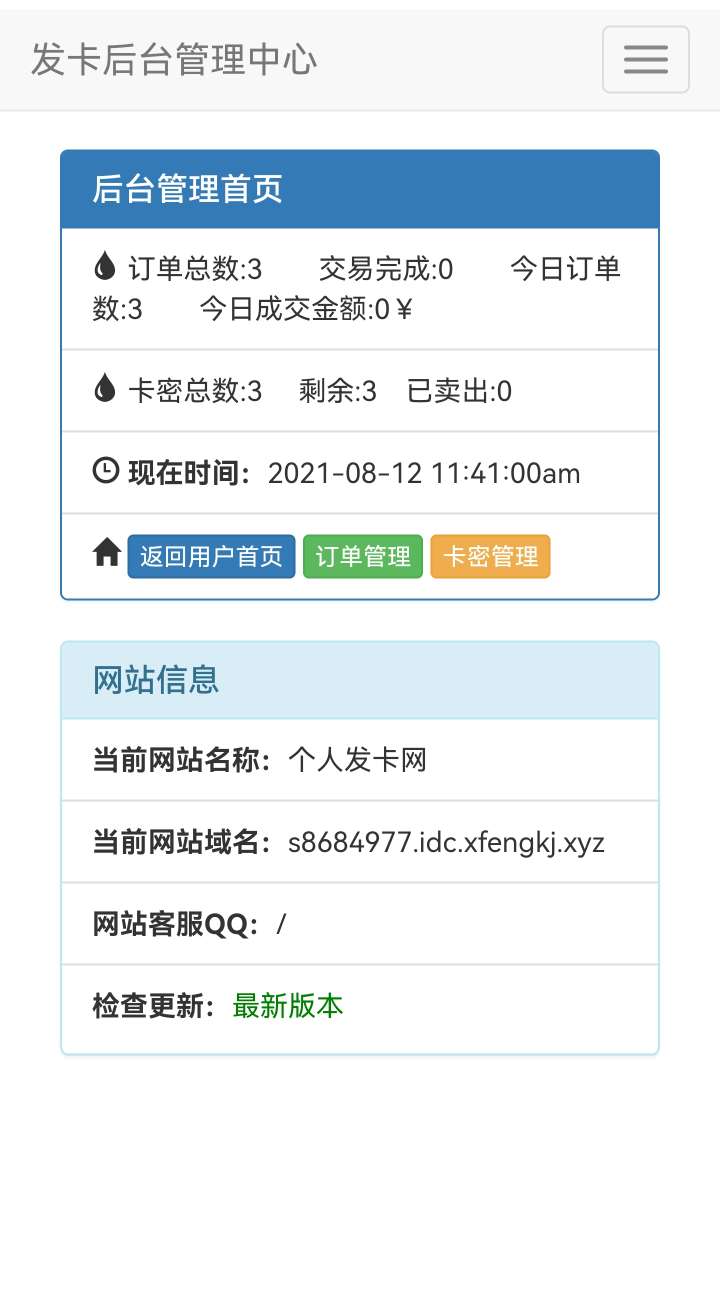 发卡后台管理中心
后台管理首页
订单总数:3 交易完成:0 今日订单
数:3 今日成交金额:0￥
卡密总数:3 剩余:3 已卖出:0
现在时间：2021-08-12 11:41:00am
返回用户首页 订单管理 卡密管理
网站信息
当前网站名称：个人发卡网
当前网站域名：s8684977.idc.xfengkj.xyz
网站客服QQ：/
检查更新：最新版本